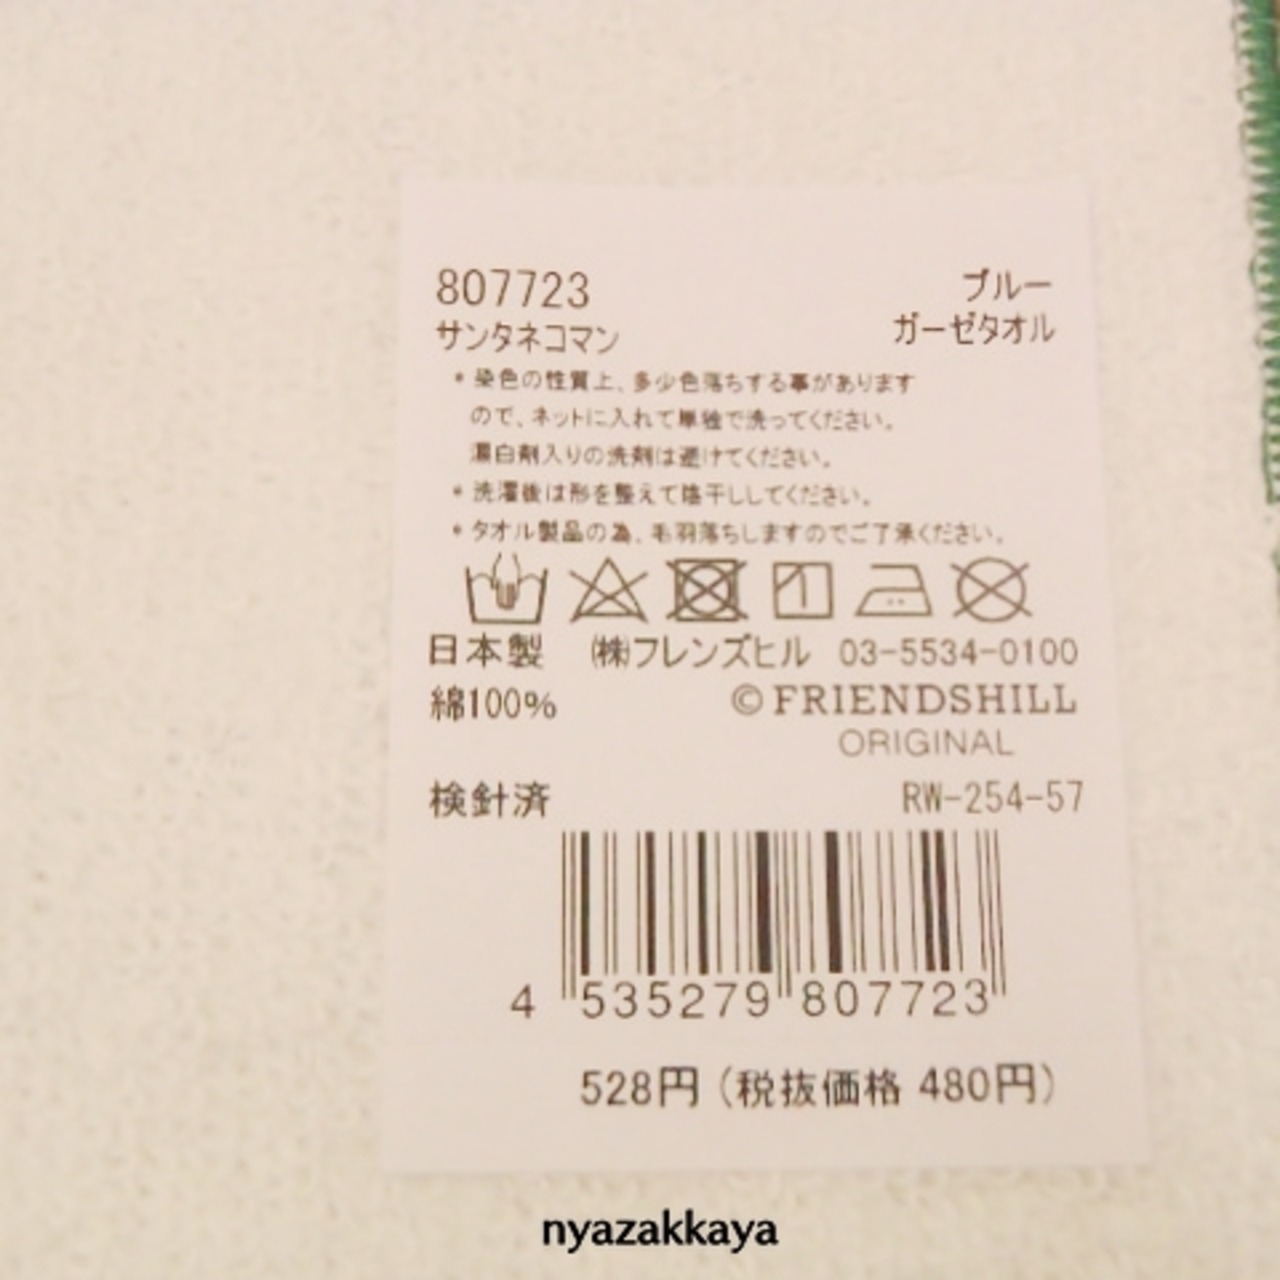 807723 ブルー
サンタネコマン ガーゼタオル
* 染色の性質上、多少色落ちする事があります
ので、ネットに入れて単独で洗ってください。
漂白剤入りの洗剤は避けてください。
* 洗濯後は形を整えて陰干ししてください。
* タオル製品の為、毛羽落ちしますのでご了承ください。
日本製 ㈱フレンズヒル 03-5534-0100
綿100% © FRIENDSHILL
ORIGINAL
検針済 RW-254-57
4 535279 807723
528円 (税抜価格 480円)
nyazakkaya